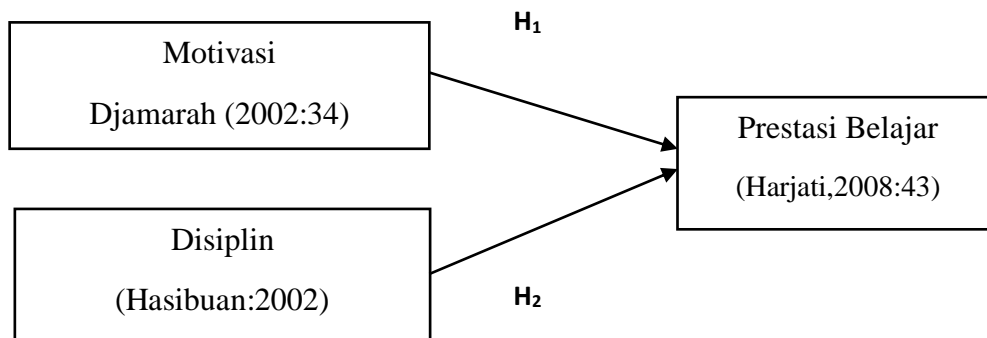 H₁
Motivasi
Djamarah (2002:34)
Prestasi Belajar
(Harjati,2008:43)
Disiplin
(Hasibuan:2002)
H₂